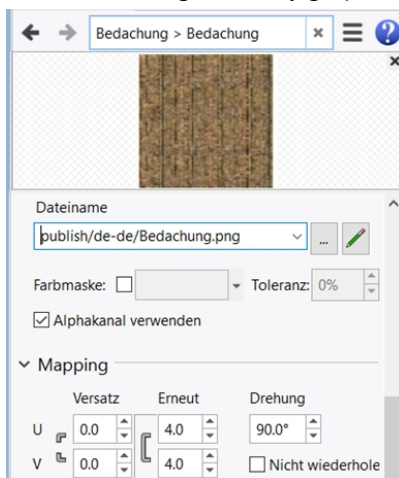 Bedachung > Bedachung
Dateiname
publish/de-de/Bedachung.png
...
Farbmaske:
Toleranz: 0%
Alphakanal verwenden
Mapping
Versatz Erneut Drehung
U 0.0 4.0 90.0°
V 0.0 4.0 Nicht wiederhole